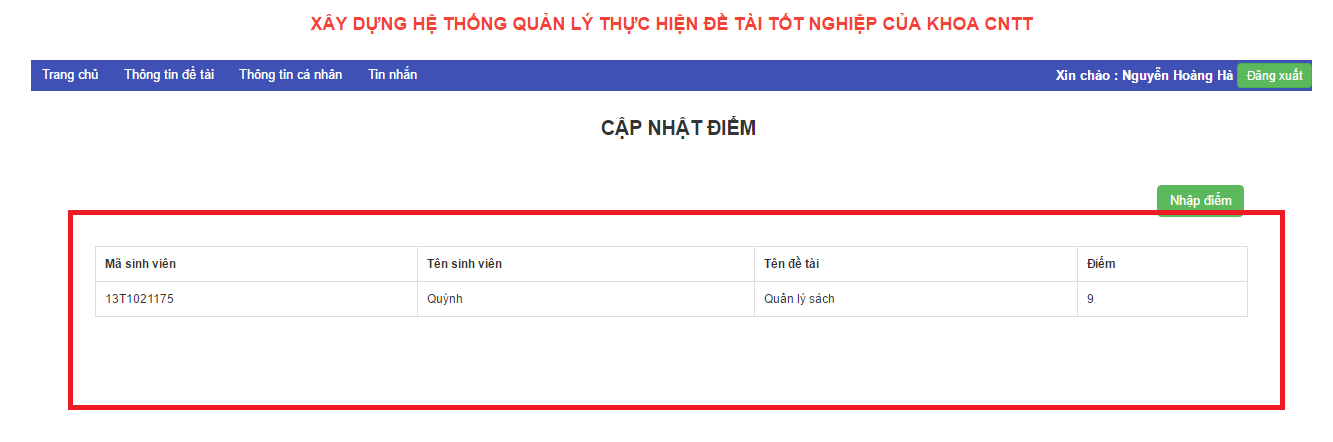 XÂY DỰNG HỆ THỐNG QUẢN LÝ THỰC HIỆN ĐỀ TÀI TỐT NGHIỆP CỦA KHOA CNTT
Trang chủ Thông tin đề tài Thông tin cá nhân Tin nhắn Xin chào : Nguyễn Hoàng Hà Đăng xuất
CẬP NHẬT ĐIỂM
Nhập điểm
Mã sinh viên Tên sinh viên Tên đề tài Điểm
13T1021175 Quỳnh Quản lý sách 9